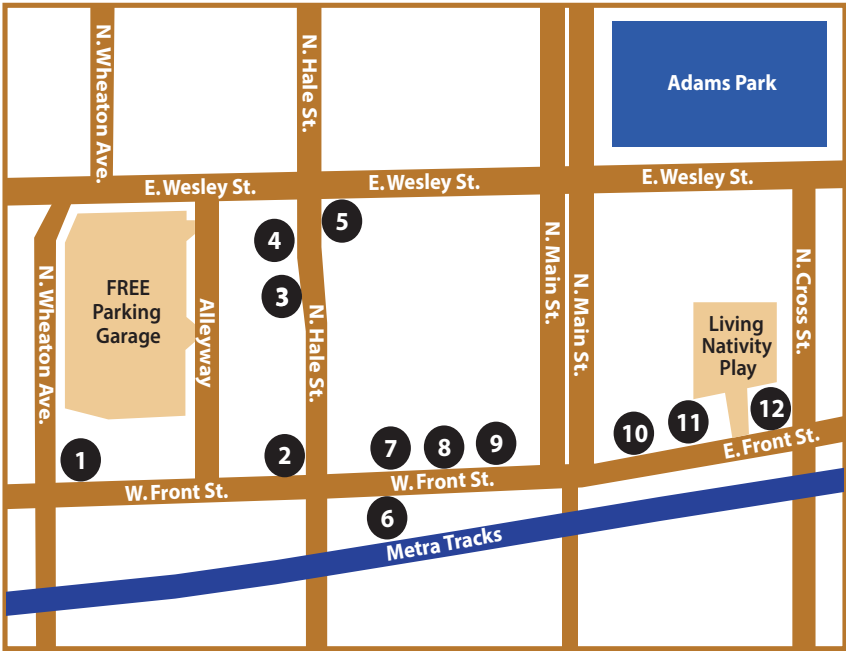 N. Wheaton Ave.
N. Hale St.
Adams Park
E. Wesley St.
E. Wesley St.
E. Wesley St.
5
4
3
FREE
Parking
Garage
Alleyway
N. Wheaton Ave.
N. Hale St.
N. Main St.
N. Main St.
N. Cross St.
Living
Nativity
Play
1
2
7
8
9
10
11
12
W. Front St.
W. Front St.
E. Front St.
6
Metra Tracks